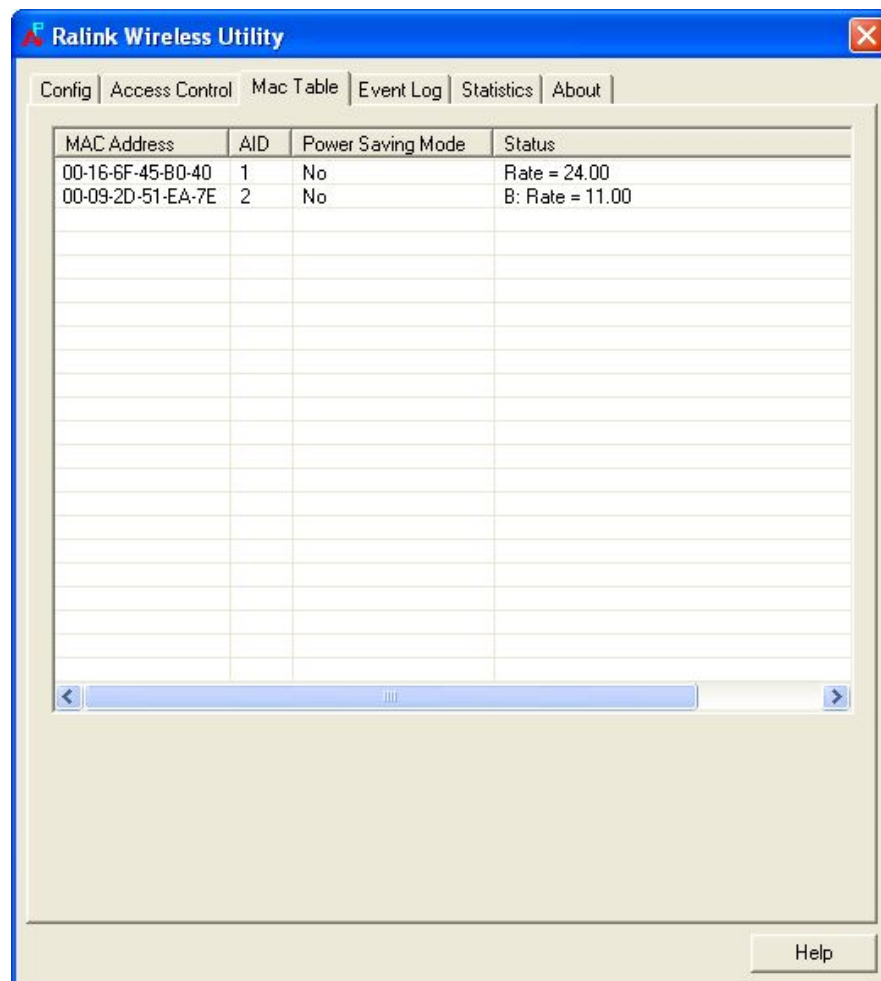 Ralink Wireless Utility
Config Access Control Mac Table Event Log Statistics About
MAC Address AID Power Saving Mode Status
00-16-6F-45-B0-40 1 No Rate = 24.00
00-09-2D-51-EA-7E 2 No B: Rate = 11.00
Help